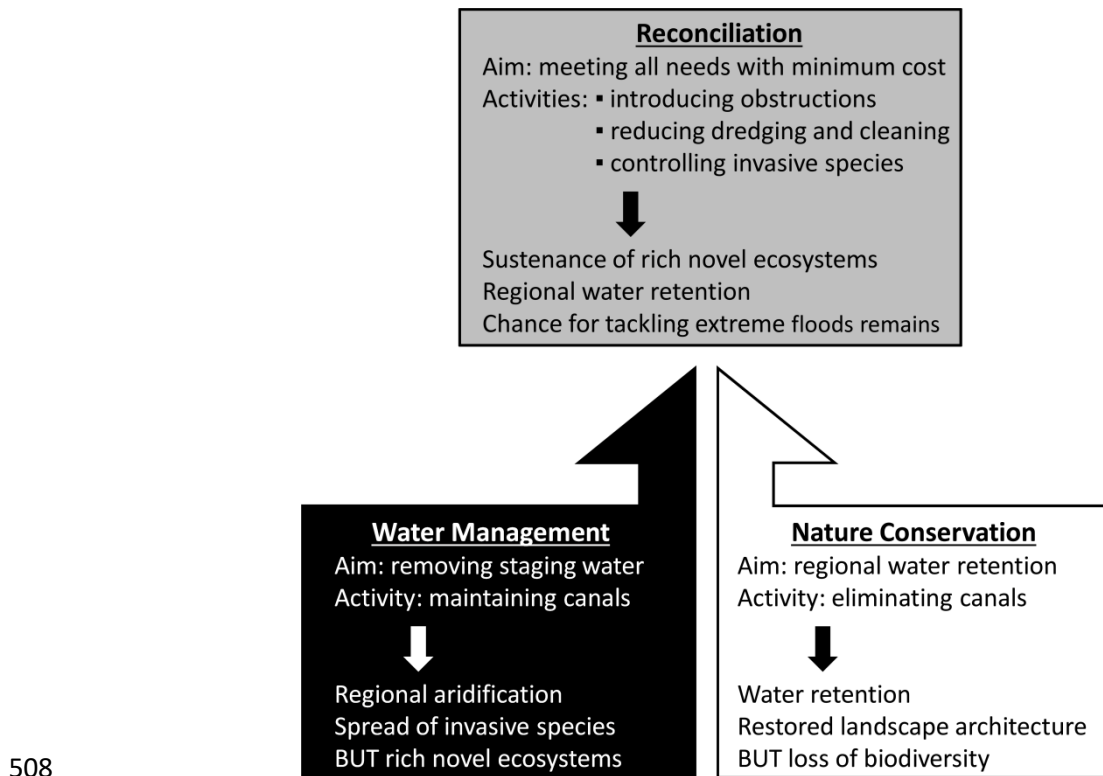 Reconciliation
Aim: meeting all needs with minimum cost
Activities: ▪ introducing obstructions
▪ reducing dredging and cleaning
▪ controlling invasive species
Sustenance of rich novel ecosystems
Regional water retention
Chance for tackling extreme floods remains
Water Management
Aim: removing staging water
Activity: maintaining canals
Regional aridification
Spread of invasive species
BUT rich novel ecosystems
Nature Conservation
Aim: regional water retention
Activity: eliminating canals
Water retention
Restored landscape architecture
BUT loss of biodiversity
508